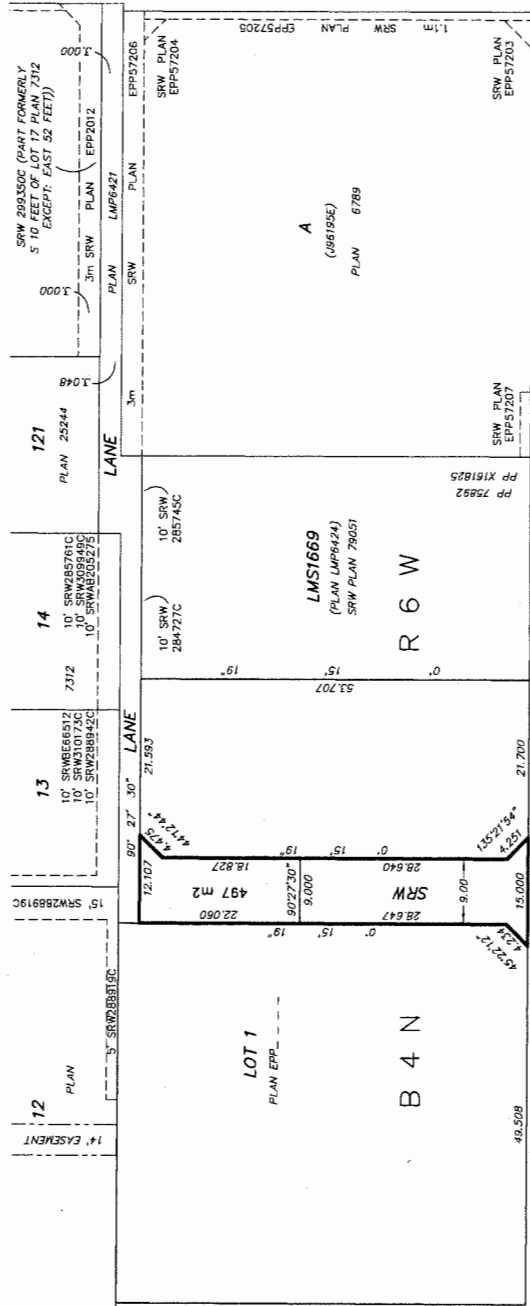 SRW 299350C (PART FORMERLY
S 10 FEET OF LOT 17 PLAN 7312
EXCEPT: EAST 52 FEET))
3.000
3m SRW PLAN EPP2012
3.000
PLAN LMP6421
3.048
LANE
121
PLAN 25244
14
7312
10' SRW285761C
10' SRW309949C
10' SRWAB205275
13
10' SRWBE66512
10' SRW310173C
10' SRW288942C
15' SRW288919C
12
PLAN
5' SRW288919C
14' EASEMENT
3m SRW PLAN EPP57206
SRW PLAN
EPP57204
SRW PLAN EPP57205
1.1m
SRW PLAN
EPP57203
A
(J96195E)
PLAN 6789
SRW PLAN
EPP57207
PP 75892
PP X161825
10' SRW
285745C
10' SRW
284727C
LMS1669
(PLAN LMP6424)
SRW PLAN 79051
R 6 W
53.707
0° 15' 19"
LANE
90° 27' 30"
21.593
21.700
12.107
4.475
44°12'44"
18.827
0° 15' 19"
28.640
135°21'54"
4.251
497 m2
90°27'30"
9.000
SRW
9.00
22.060
0° 15' 19"
28.647
15.000
4.234
45°22'12"
LOT 1
PLAN EPP____
B 4 N
49.508